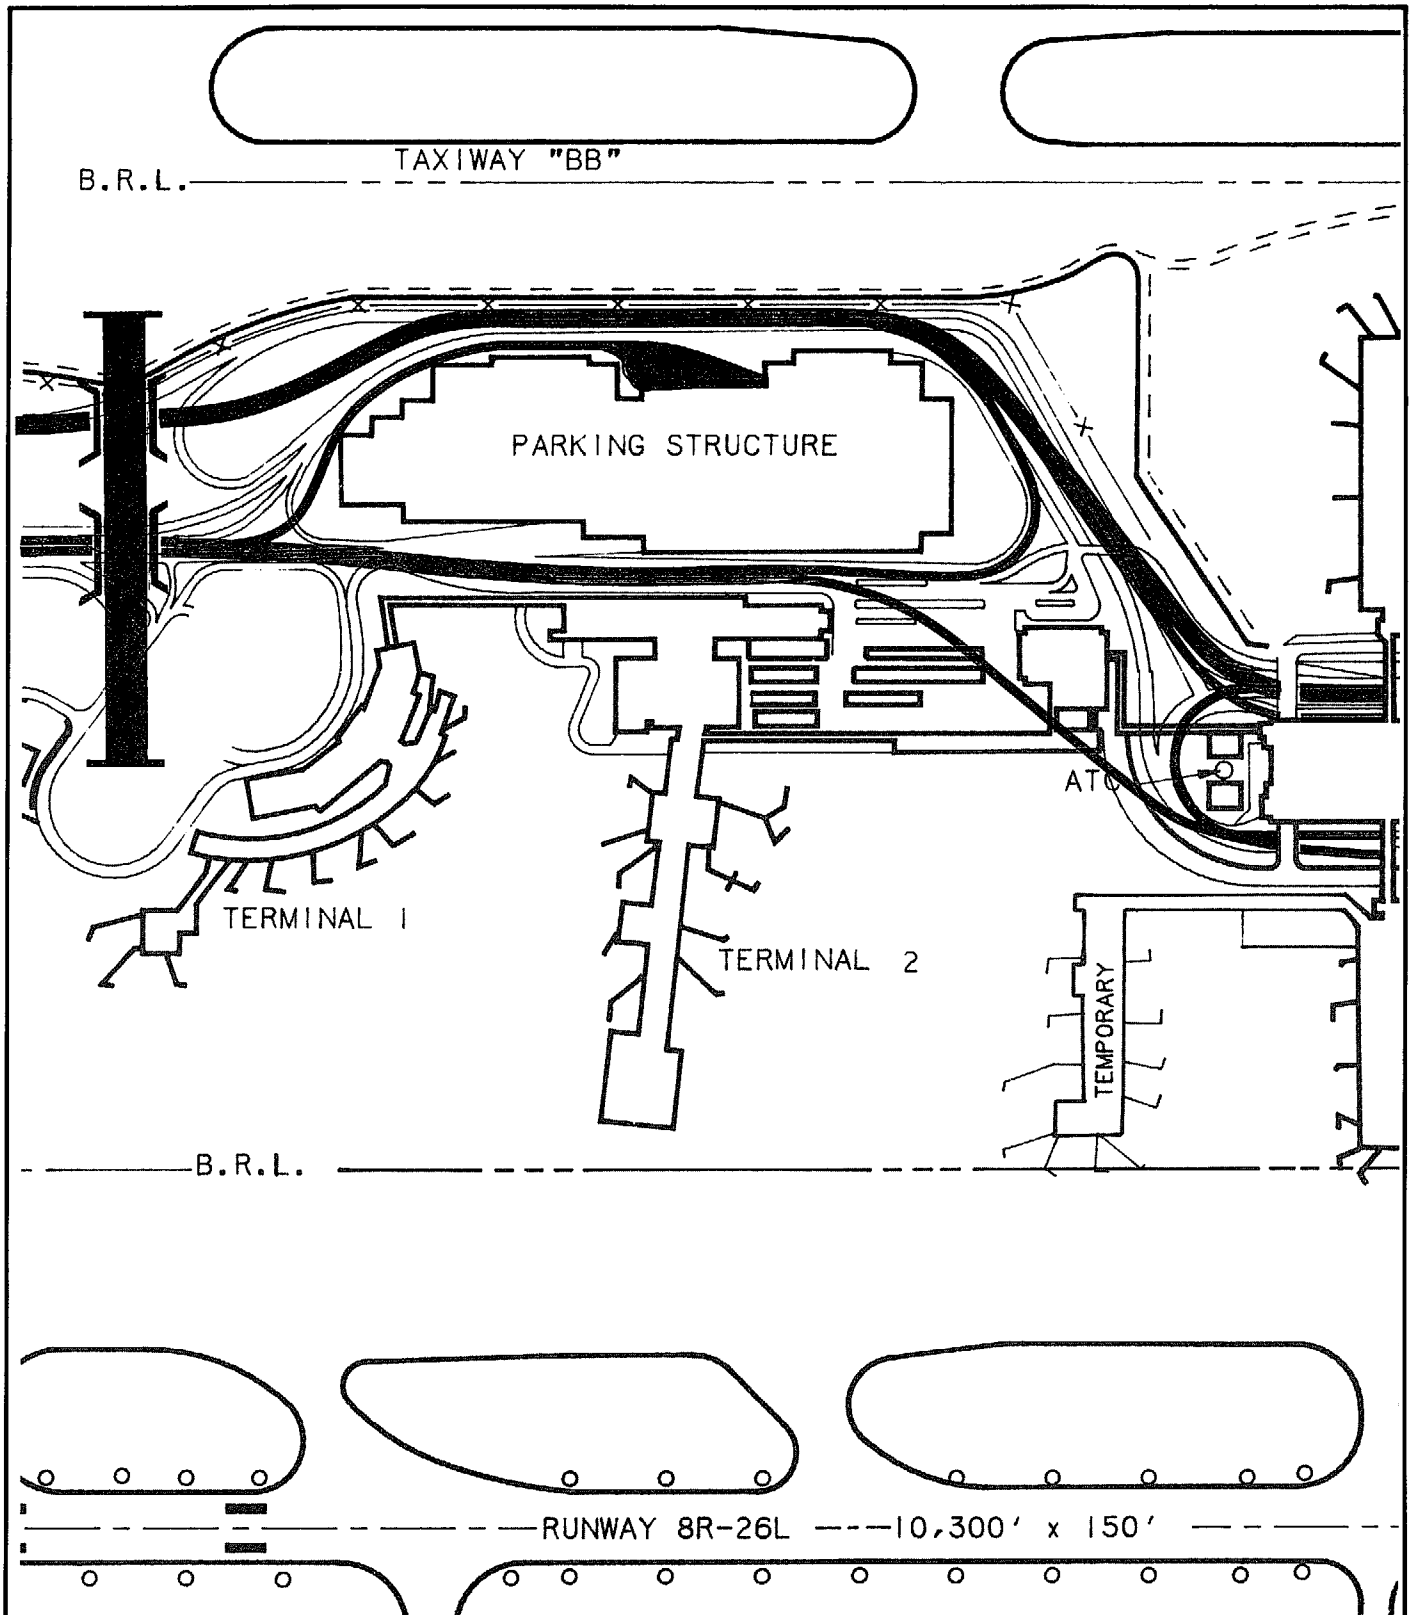 TAXIWAY "BB"
B.R.L.
PARKING STRUCTURE
ATC
TERMINAL 1
TERMINAL 2
TEMPORARY
B.R.L.
RUNWAY 8R-26L ----10,300' x 150'